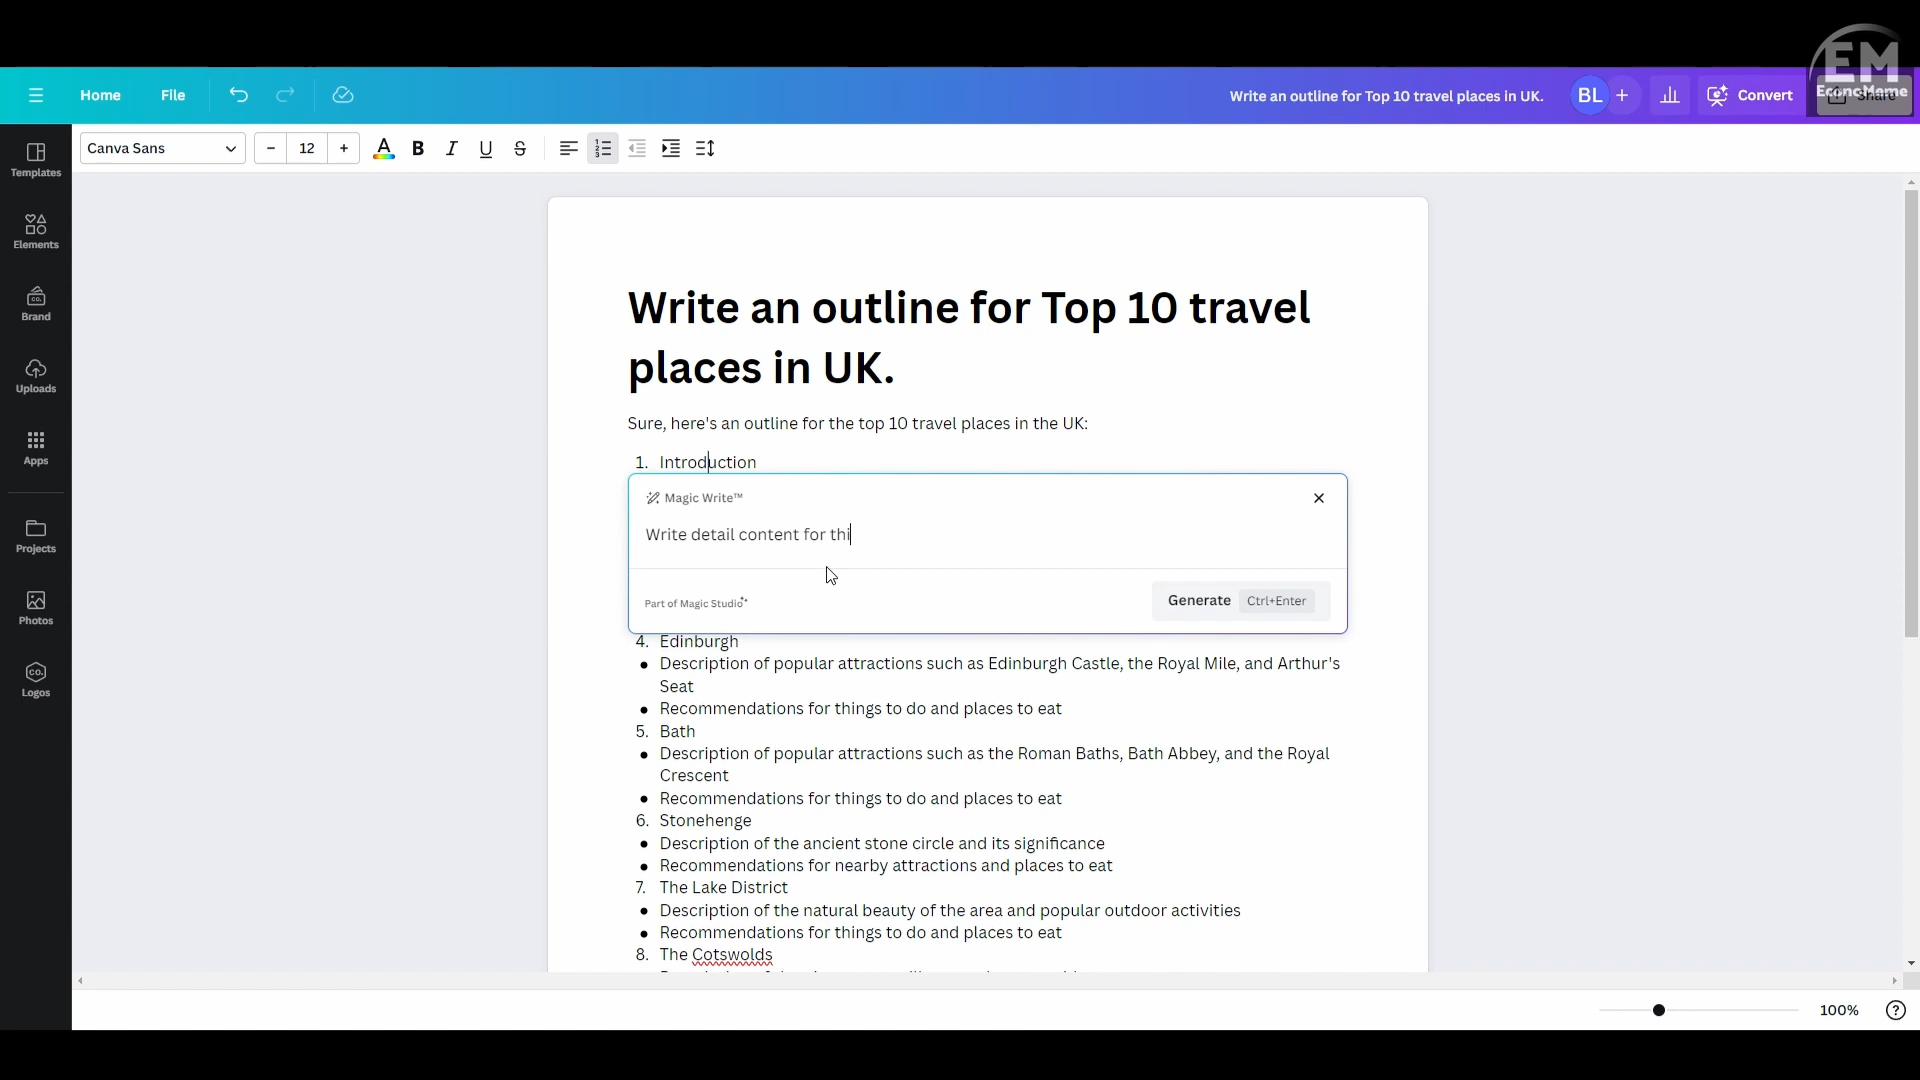 EM
EconoMeme
Home
File
Write an outline for Top 10 travel places in UK.
BL
+
Convert
Share
Canva Sans
-
12
+
A
B
I
U
S
Templates
Elements
Brand
Uploads
Apps
Projects
Photos
Logos
Write an outline for Top 10 travel
places in UK.
Sure, here's an outline for the top 10 travel places in the UK:
1. Introduction
Magic Write™
Write detail content for thi
Part of Magic Studio
Generate Ctrl+Enter
4. Edinburgh
• Description of popular attractions such as Edinburgh Castle, the Royal Mile, and Arthur's
Seat
• Recommendations for things to do and places to eat
5. Bath
• Description of popular attractions such as the Roman Baths, Bath Abbey, and the Royal
Crescent
• Recommendations for things to do and places to eat
6. Stonehenge
• Description of the ancient stone circle and its significance
• Recommendations for nearby attractions and places to eat
7. The Lake District
• Description of the natural beauty of the area and popular outdoor activities
• Recommendations for things to do and places to eat
8. The Cotswolds
100%
?